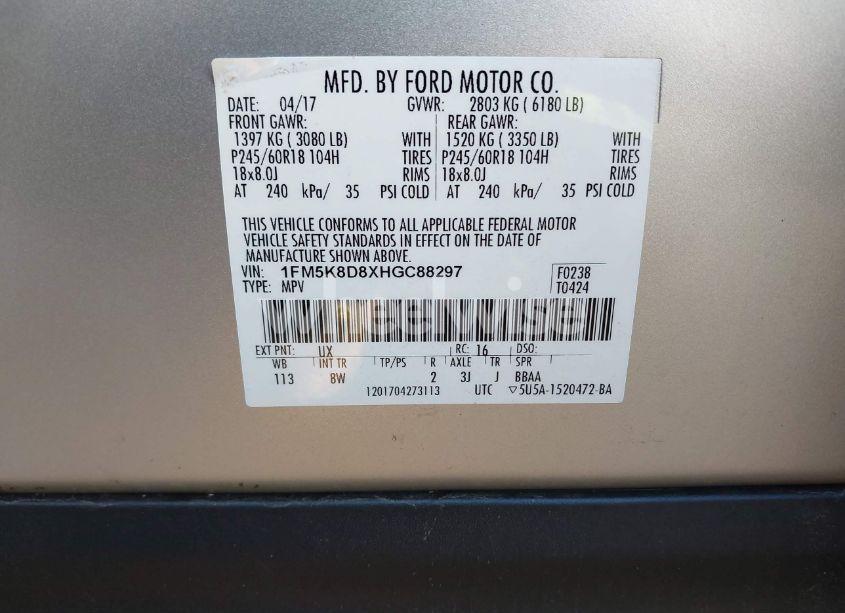 MFD. BY FORD MOTOR CO.
DATE: 04/17 GVWR: 2803 KG ( 6180 LB)
FRONT GAWR: REAR GAWR:
1397 KG ( 3080 LB) WITH 1520 KG ( 3350 LB) WITH
P245/60R18 104H TIRES P245/60R18 104H TIRES
18x8.0J RIMS 18x8.0J RIMS
AT 240 kPa/ 35 PSI COLD AT 240 kPa/ 35 PSI COLD
THIS VEHICLE CONFORMS TO ALL APPLICABLE FEDERAL MOTOR
VEHICLE SAFETY STANDARDS IN EFFECT ON THE DATE OF
MANUFACTURE SHOWN ABOVE.
VIN: 1FM5K8D8XHGC88297 F0238
TYPE: MPV T0424
EXT PNT: UX RC: 16 DSO:
WB INT TR TP/PS R AXLE TR SPR
113 8W 2 3J J BBAA
1201704273113 UTC ▽5U5A-1520472-BA